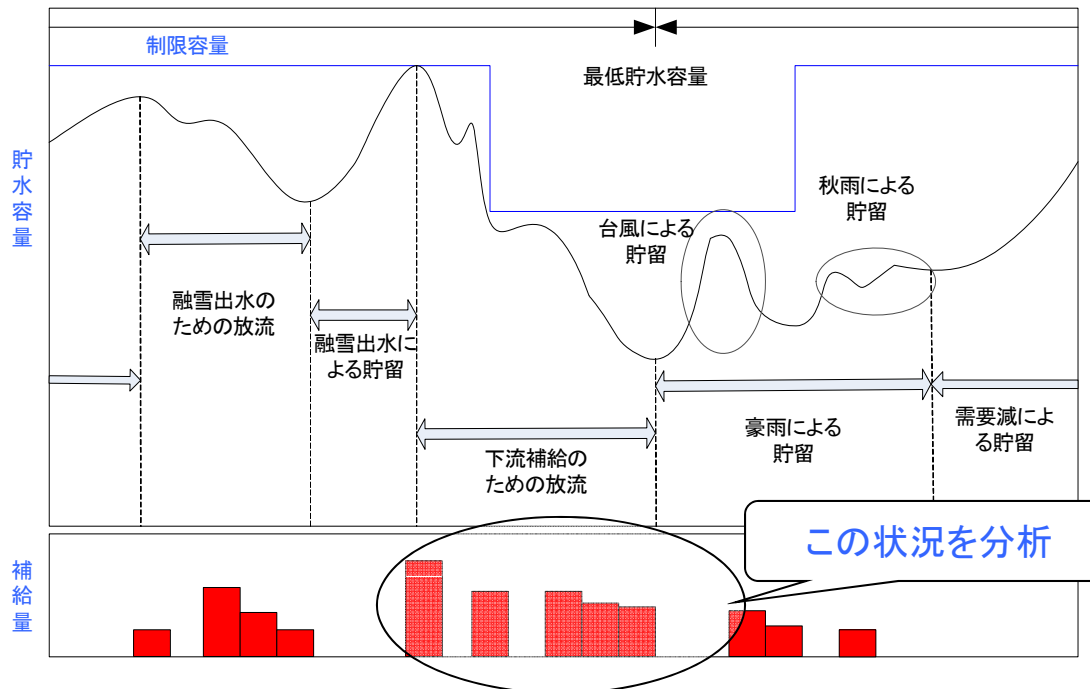 制限容量
最低貯水容量
貯水容量
秋雨による
貯留
台風による
貯留
融雪出水の
ための放流
融雪出水に
よる貯留
下流補給の
ための放流
豪雨による
貯留
需要減によ
る貯留
この状況を分析
補給量